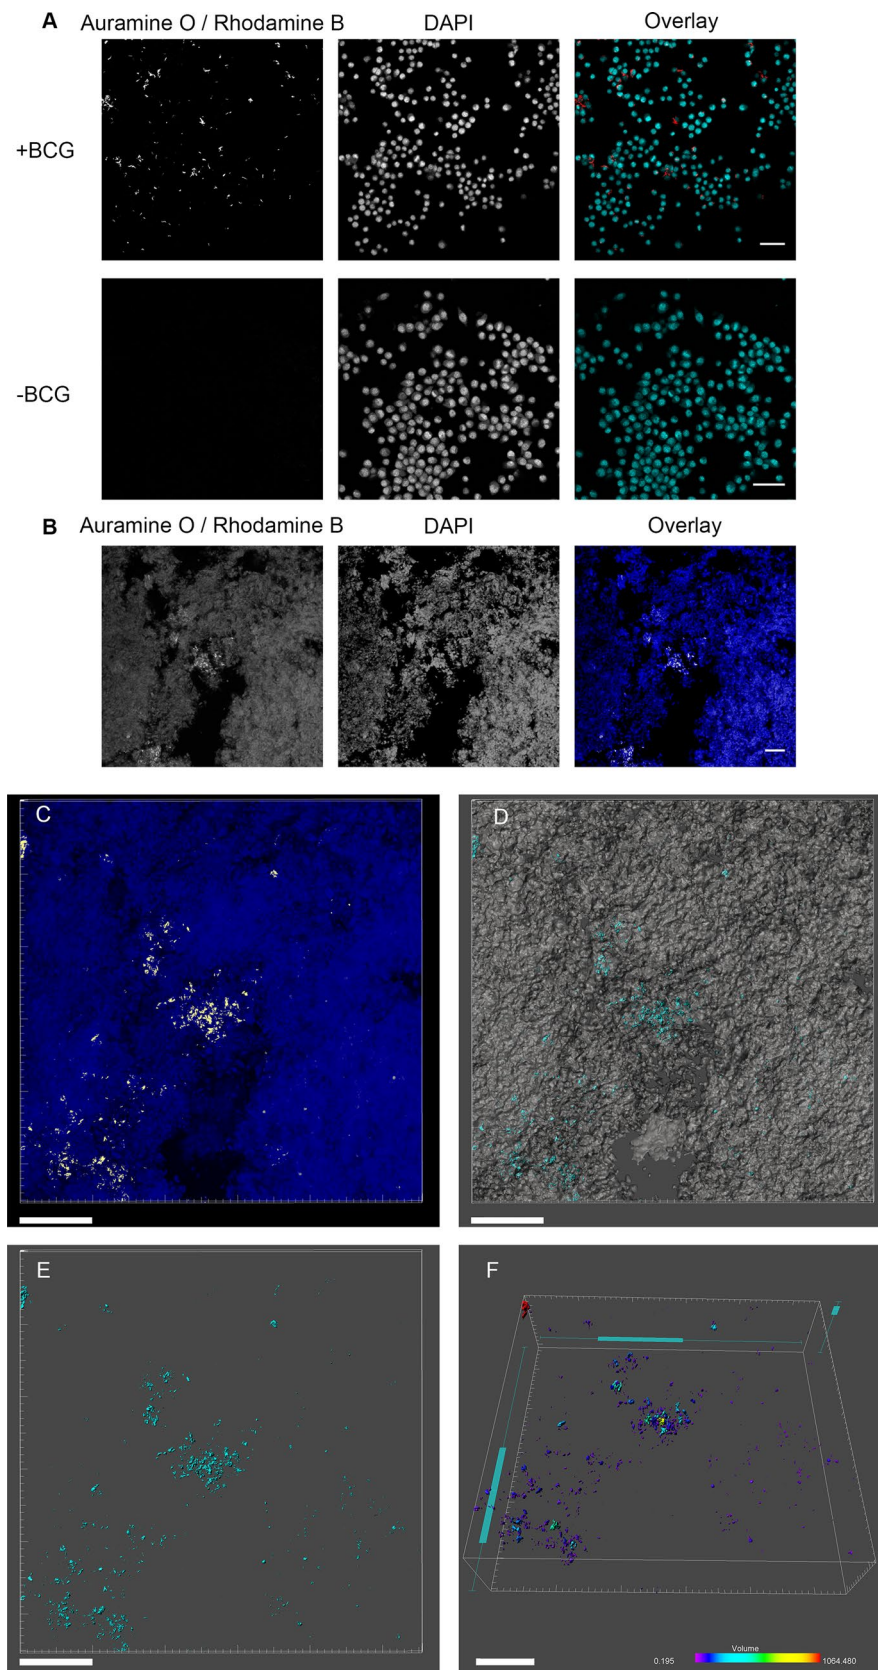 A Auramine O / Rhodamine B DAPI Overlay
+BCG
-BCG
B Auramine O / Rhodamine B DAPI Overlay
C D
E F
Volume
0.195 1064.480